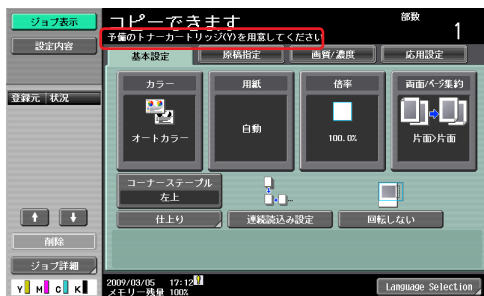 ジョブ表示
設定内容
登録元 状況
削除
ジョブ詳細
Y M C K
コピーできます
予備のトナーカートリッジ(Y)を用意してください
部数
1
基本設定 原稿指定 画質/濃度 応用設定
カラー 用紙 倍率 両面/ページ集約
オートカラー 自動 100.0% 片面>片面
コーナーステープル
左上
仕上り 連続読込み設定 回転しない
2009/03/05 17:12
メモリー残量 100%
Language Selection